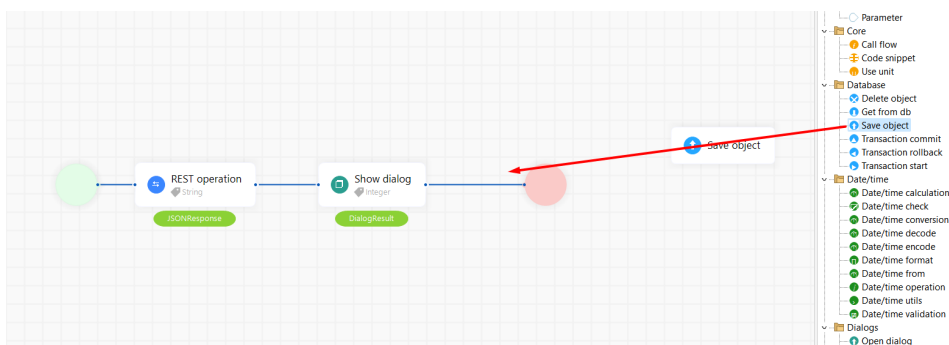 REST operation
String
JSONResponse
Show dialog
Integer
DialogResult
Save object
Parameter
Core
Call flow
Code snippet
Use unit
Database
Delete object
Get from db
Save object
Transaction commit
Transaction rollback
Transaction start
Date/time
Date/time calculation
Date/time check
Date/time conversion
Date/time decode
Date/time encode
Date/time format
Date/time from
Date/time operation
Date/time utils
Date/time validation
Dialogs
Open dialog